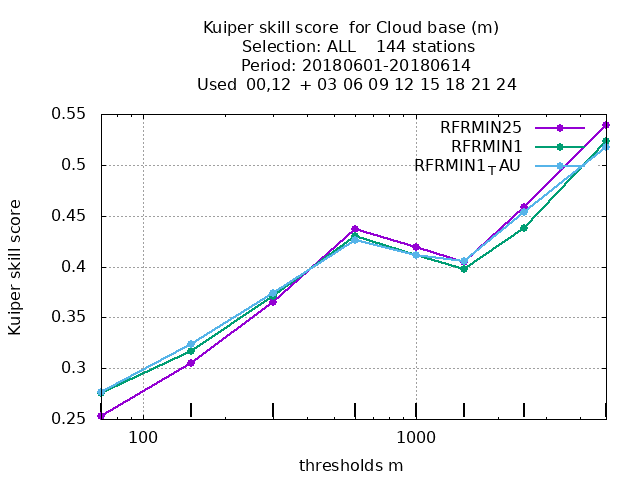 Kuiper skill score  for Cloud base (m)
Selection: ALL    144 stations
Period: 20180601-20180614
Used  00,12  + 03 06 09 12 15 18 21 24
RFRMIN25
RFRMIN1
RFRMIN1TAU
0.55
0.5
0.45
0.4
0.35
0.3
0.25
Kuiper skill score
100
1000
thresholds m